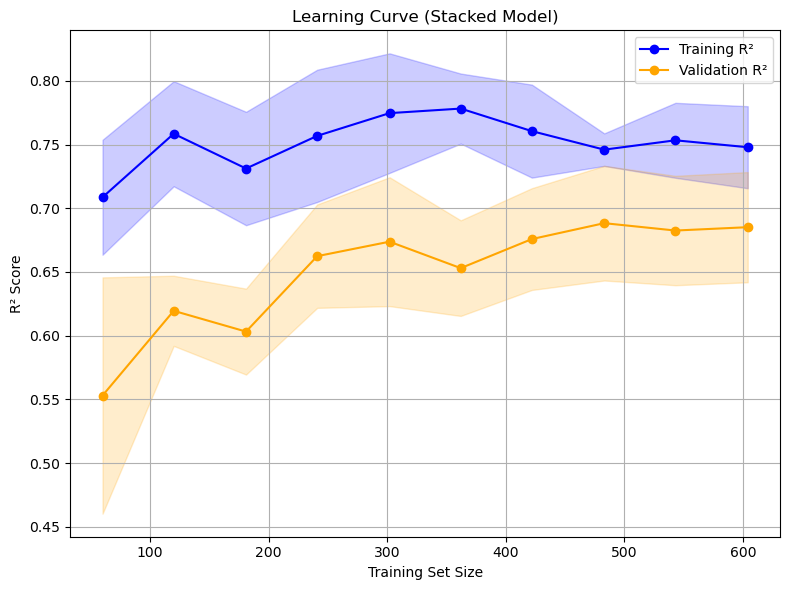 Learning Curve (Stacked Model)
Training R²
Validation R²
R² Score
0.80
0.75
0.70
0.65
0.60
0.55
0.50
0.45
100 200 300 400 500 600
Training Set Size